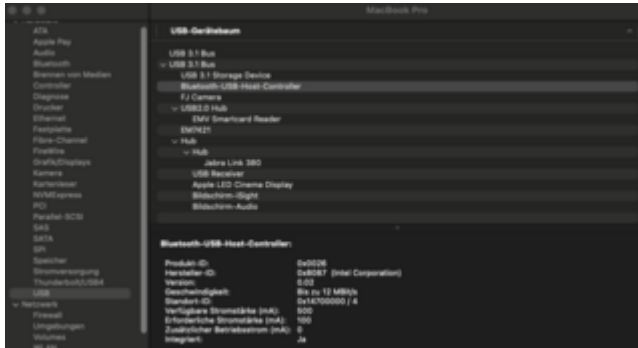 MacBook Pro
Hardware
ATA
Apple Pay
Audio
Bluetooth
Brennen von Medien
Controller
Diagnose
Drucker
Ethernet
Festplatte
Fibre-Channel
FireWire
Grafik/Displays
Kamera
Kartenleser
NVMExpress
PCI
Parallel-SCSI
SAS
SATA
SPI
Speicher
Stromversorgung
Thunderbolt/USB4
USB
Netzwerk
Firewall
Umgebungen
Volumes
WLAN
USB-Gerätebaum
USB 3.1 Bus
USB 3.1 Bus
USB 3.1 Storage Device
Bluetooth-USB-Host-Controller
FJ Camera
USB2.0 Hub
EMV Smartcard Reader
EM7421
Hub
Hub
Jabra Link 380
USB Receiver
Apple LED Cinema Display
Bildschirm-iSight
Bildschirm-Audio
Bluetooth-USB-Host-Controller:
Produkt-ID: 0x0026
Hersteller-ID: 0x8087 (Intel Corporation)
Version: 0.02
Geschwindigkeit: Bis zu 12 MBit/s
Standort-ID: 0x14700000 / 4
Verfügbare Stromstärke (mA): 500
Erforderliche Stromstärke (mA): 100
Zusätzlicher Betriebsstrom (mA): 0
Integriert: Ja